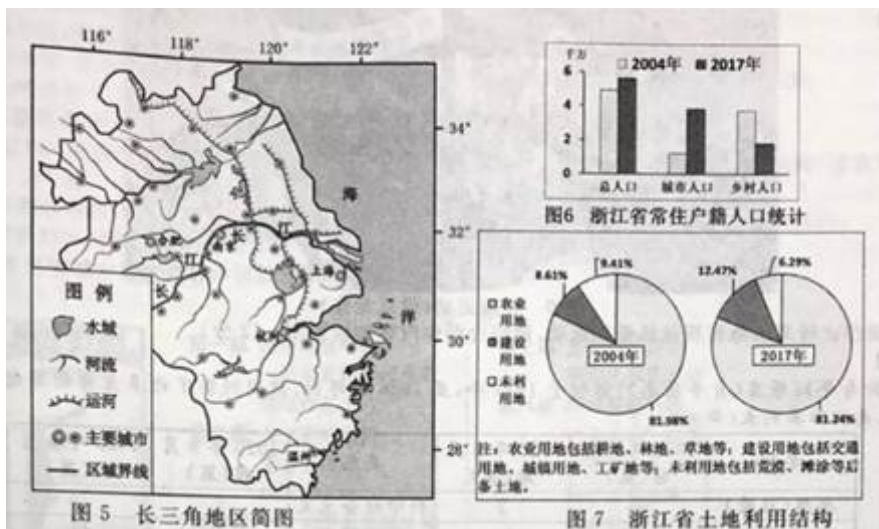 116° 118° 120° 122°
34°
海
32°
长 江
合肥
南京
上海
江
长
洋
杭州
30°
温州
28°
图例
水域
河流
运河
主要城市
区域界线
图5 长三角地区简图
千万
2004年 2017年
6
4
2
0
总人口 城市人口 乡村人口
图6 浙江省常住户籍人口统计
8.61% 9.41%
12.47% 6.29%
农业用地
建设用地
未利用地
2004年 2017年
81.98% 81.24%
注：农业用地包括耕地、林地、草地等；建设用地包括交通
用地、城镇用地、工矿地等；未利用地包括荒漠、滩涂等后
备土地。
图7 浙江省土地利用结构